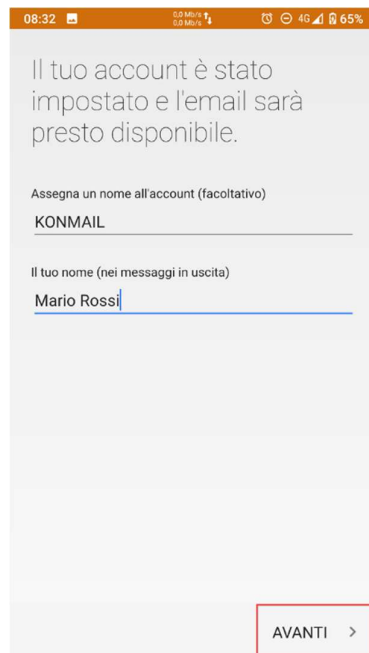 08:32 0,0 Mb/s 4G 65%
0,0 Mb/s
Il tuo account è stato
impostato e l'email sarà
presto disponibile.
Assegna un nome all'account (facoltativo)
KONMAIL
Il tuo nome (nei messaggi in uscita)
Mario Rossi
AVANTI